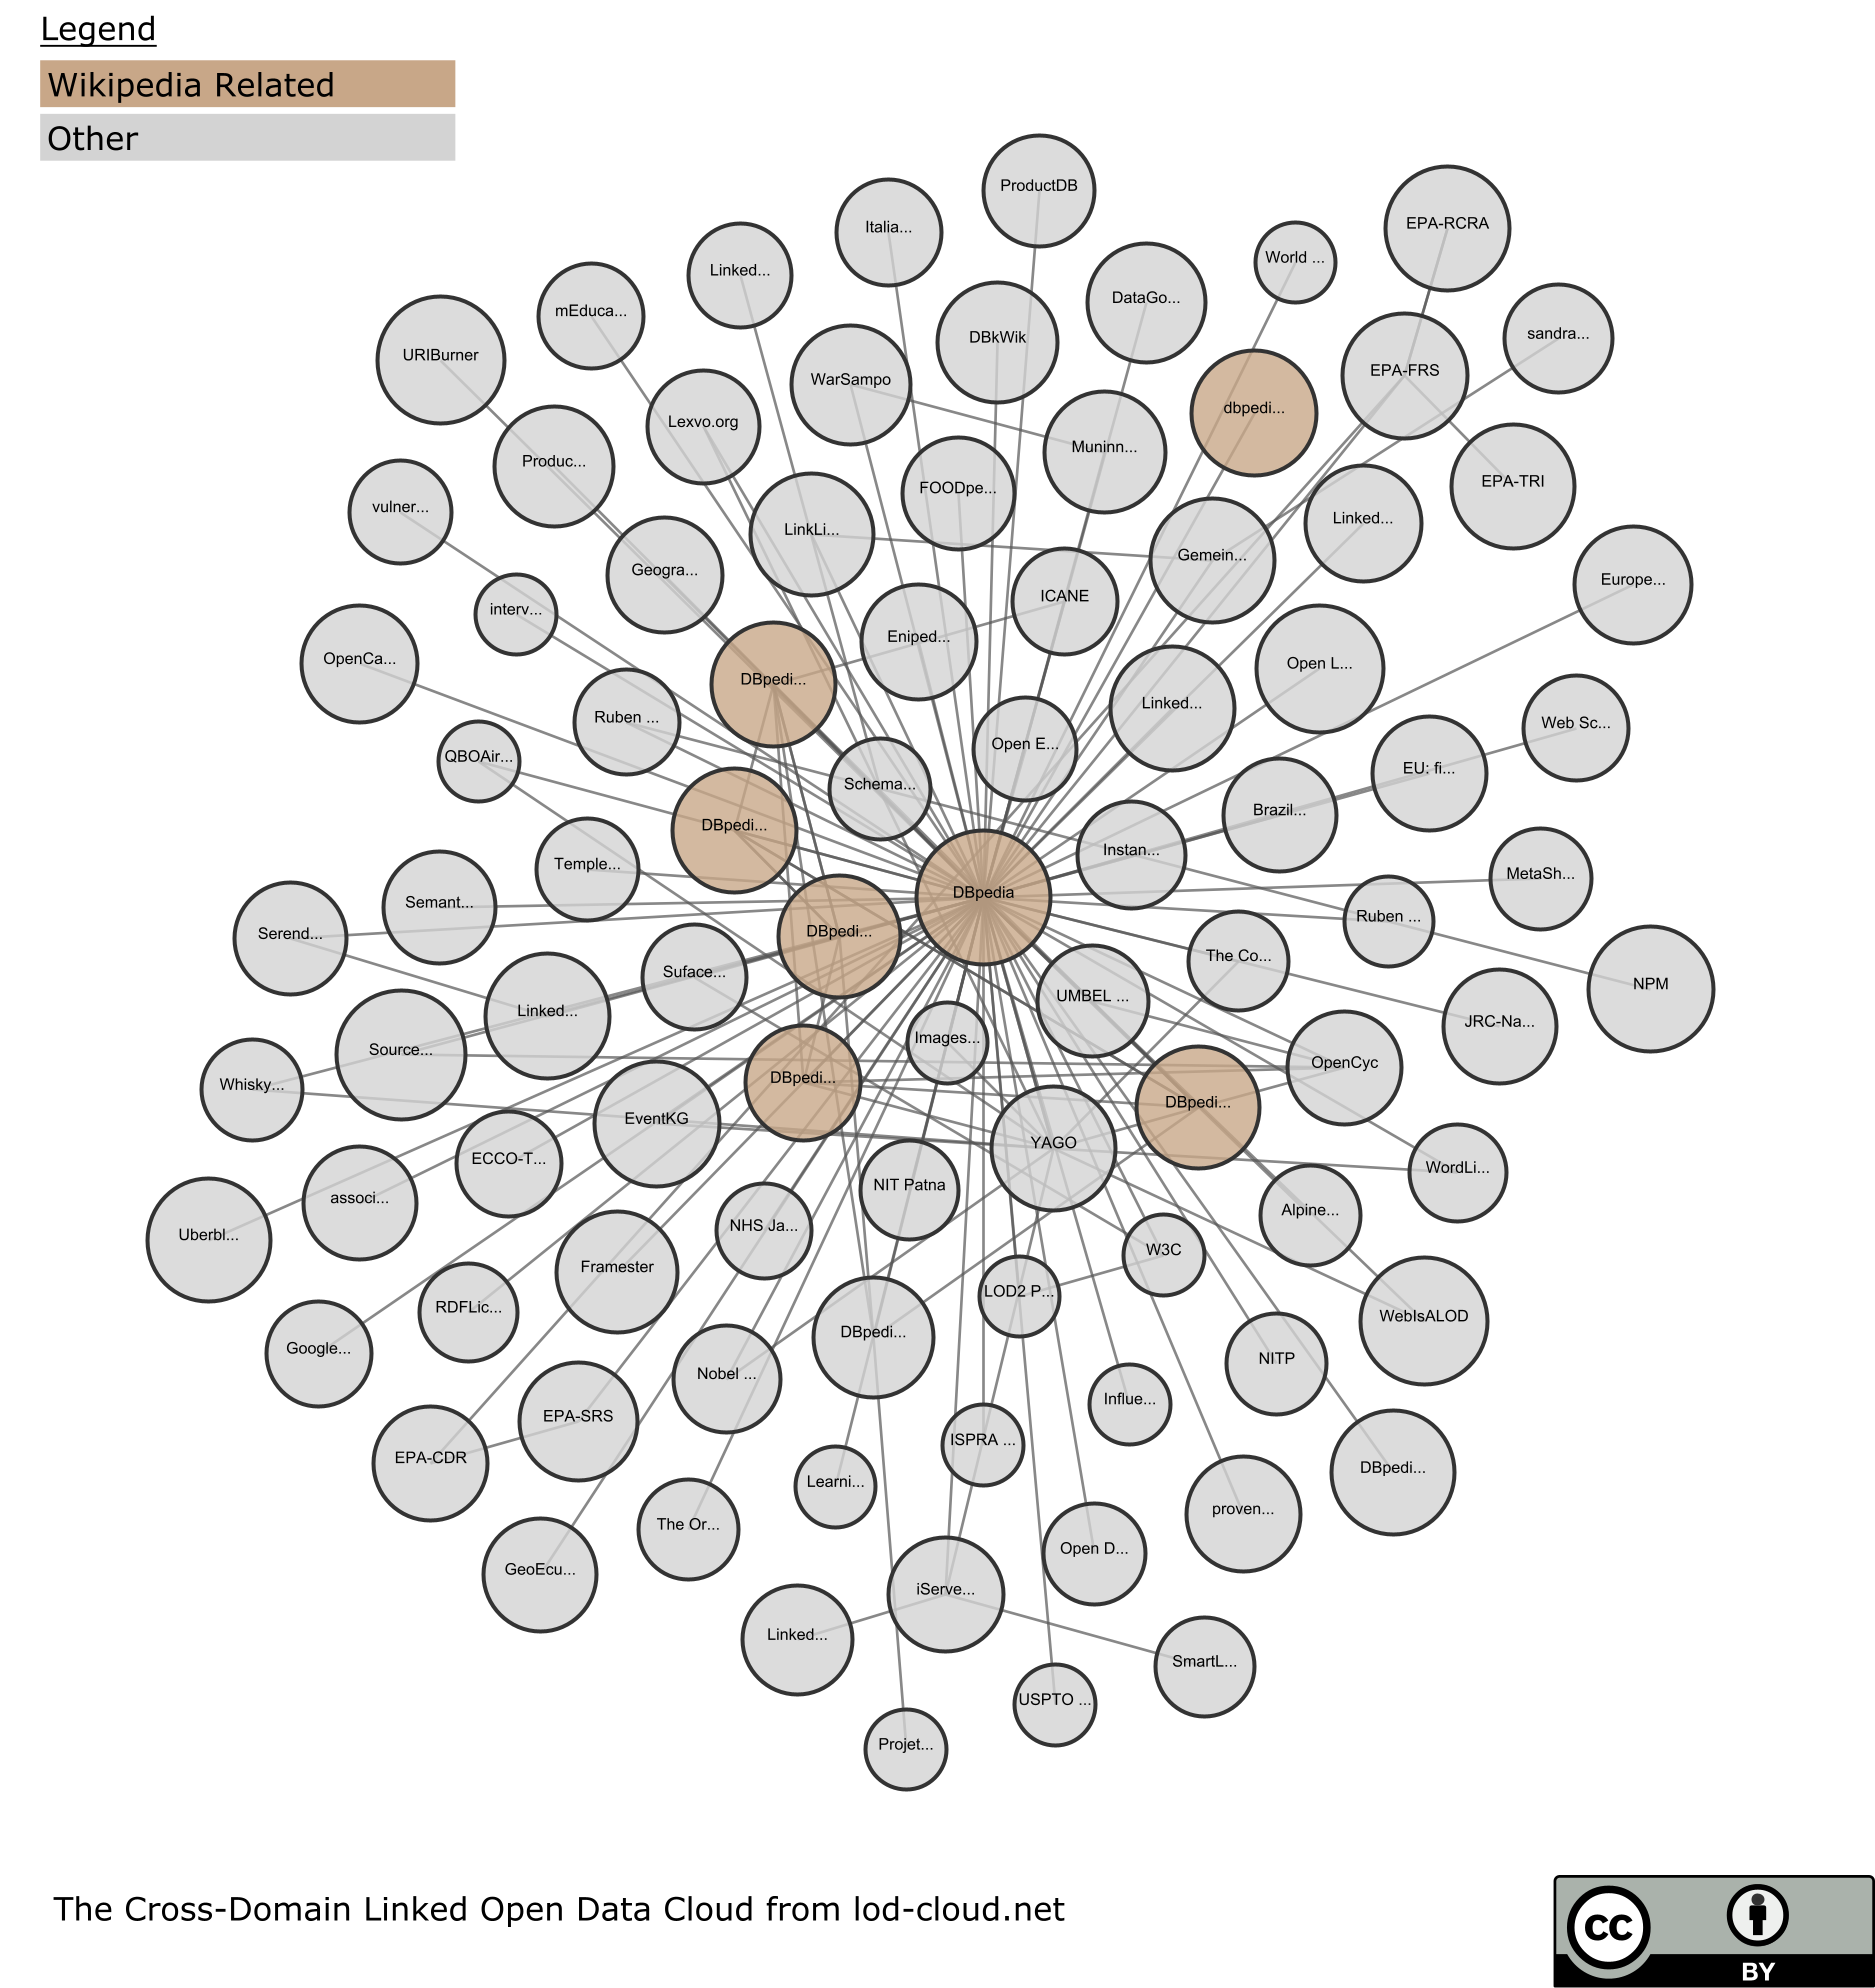 Legend
Wikipedia Related
Other
ProductDB
EPA-RCRA
Italia...
World ...
Linked...
DataGo...
mEduca...
sandra...
DBkWik
URIBurner
EPA-FRS
WarSampo
dbpedi...
Lexvo.org
Muninn...
Produc...
EPA-TRI
FOODpe...
vulner...
Linked...
LinkLi...
Gemein...
Geogra...
Europe...
ICANE
interv...
Eniped...
OpenCa...
Open L...
DBpedi...
Linked...
Ruben ...
Web Sc...
Open E...
QBOAir...
EU: fi...
Schema...
Brazil...
DBpedi...
Instan...
Temple...
MetaSh...
DBpedia
Semant...
Ruben ...
DBpedi...
Serend...
The Co...
Suface...
NPM
UMBEL ...
Linked...
JRC-Na...
Images...
Source...
OpenCyc
DBpedi...
Whisky...
DBpedi...
EventKG
YAGO
ECCO-T...
WordLi...
NIT Patna
associ...
Alpine...
NHS Ja...
Uberbl...
W3C
Framester
LOD2 P...
RDFLic...
WebIsALOD
DBpedi...
Google...
NITP
Nobel ...
Influe...
EPA-SRS
ISPRA ...
EPA-CDR
DBpedi...
Learni...
proven...
The Or...
Open D...
GeoEcu...
iServe...
Linked...
SmartL...
USPTO ...
Projet...
The Cross-Domain Linked Open Data Cloud from lod-cloud.net
cc
BY